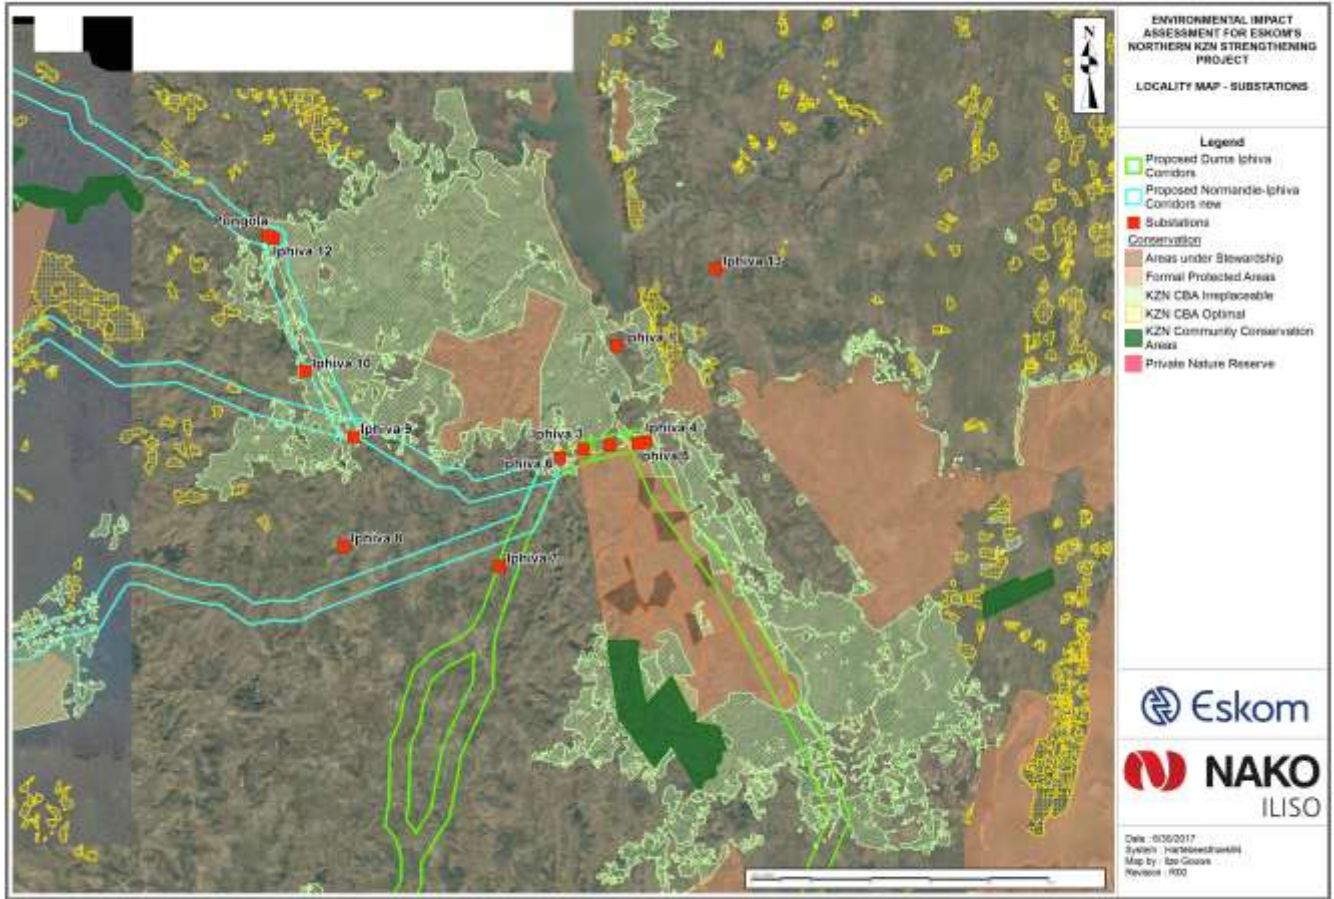 Pongola
Iphiva 12
Iphiva 13
Iphiva 1
Iphiva 10
Iphiva 9
Iphiva 3
Iphiva 4
Iphiva 6
Iphiva 5
Iphiva 8
Iphiva 7
N
ENVIRONMENTAL IMPACT
ASSESSMENT FOR ESKOM'S
NORTHERN KZN STRENGTHENING
PROJECT
LOCALITY MAP - SUBSTATIONS
Legend
Proposed Duma Iphiva
Corridors
Proposed Normandie-Iphiva
Corridors new
Substations
Conservation
Areas under Stewardship
Formal Protected Areas
KZN CBA Irreplaceable
KZN CBA Optimal
KZN Community Conservation
Areas
Private Nature Reserve
Eskom
NAKO
ILISO
Date : 6/30/2017
System :
Map by :
Revision : R00